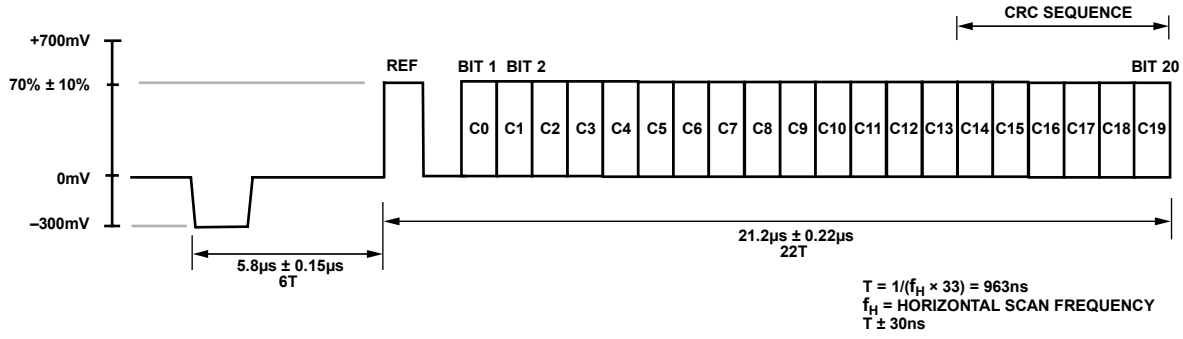 CRC SEQUENCE
+700mV
70% ± 10%
REF
BIT 1 BIT 2
BIT 20
C0 C1 C2 C3 C4 C5 C6 C7 C8 C9 C10 C11 C12 C13 C14 C15 C16 C17 C18 C19
0mV
–300mV
21.2µs ± 0.22µs
22T
5.8µs ± 0.15µs
6T
T = 1/(fH × 33) = 963ns
fH = HORIZONTAL SCAN FREQUENCY
T ± 30ns